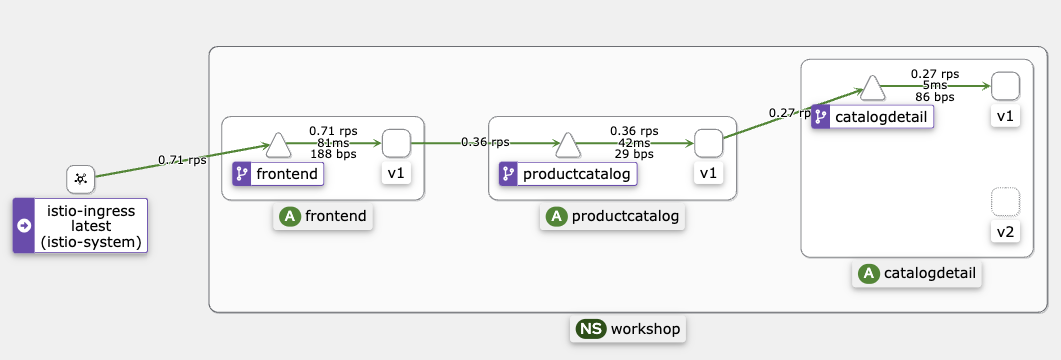 0.71 rps
istio-ingress
latest
(istio-system)
0.71 rps
81ms
188 bps
frontend
v1
A frontend
0.36 rps
0.36 rps
42ms
29 bps
productcatalog
v1
A productcatalog
0.27 rp
0.27 rps
5ms
86 bps
catalogdetail
v1
v2
A catalogdetail
NS workshop